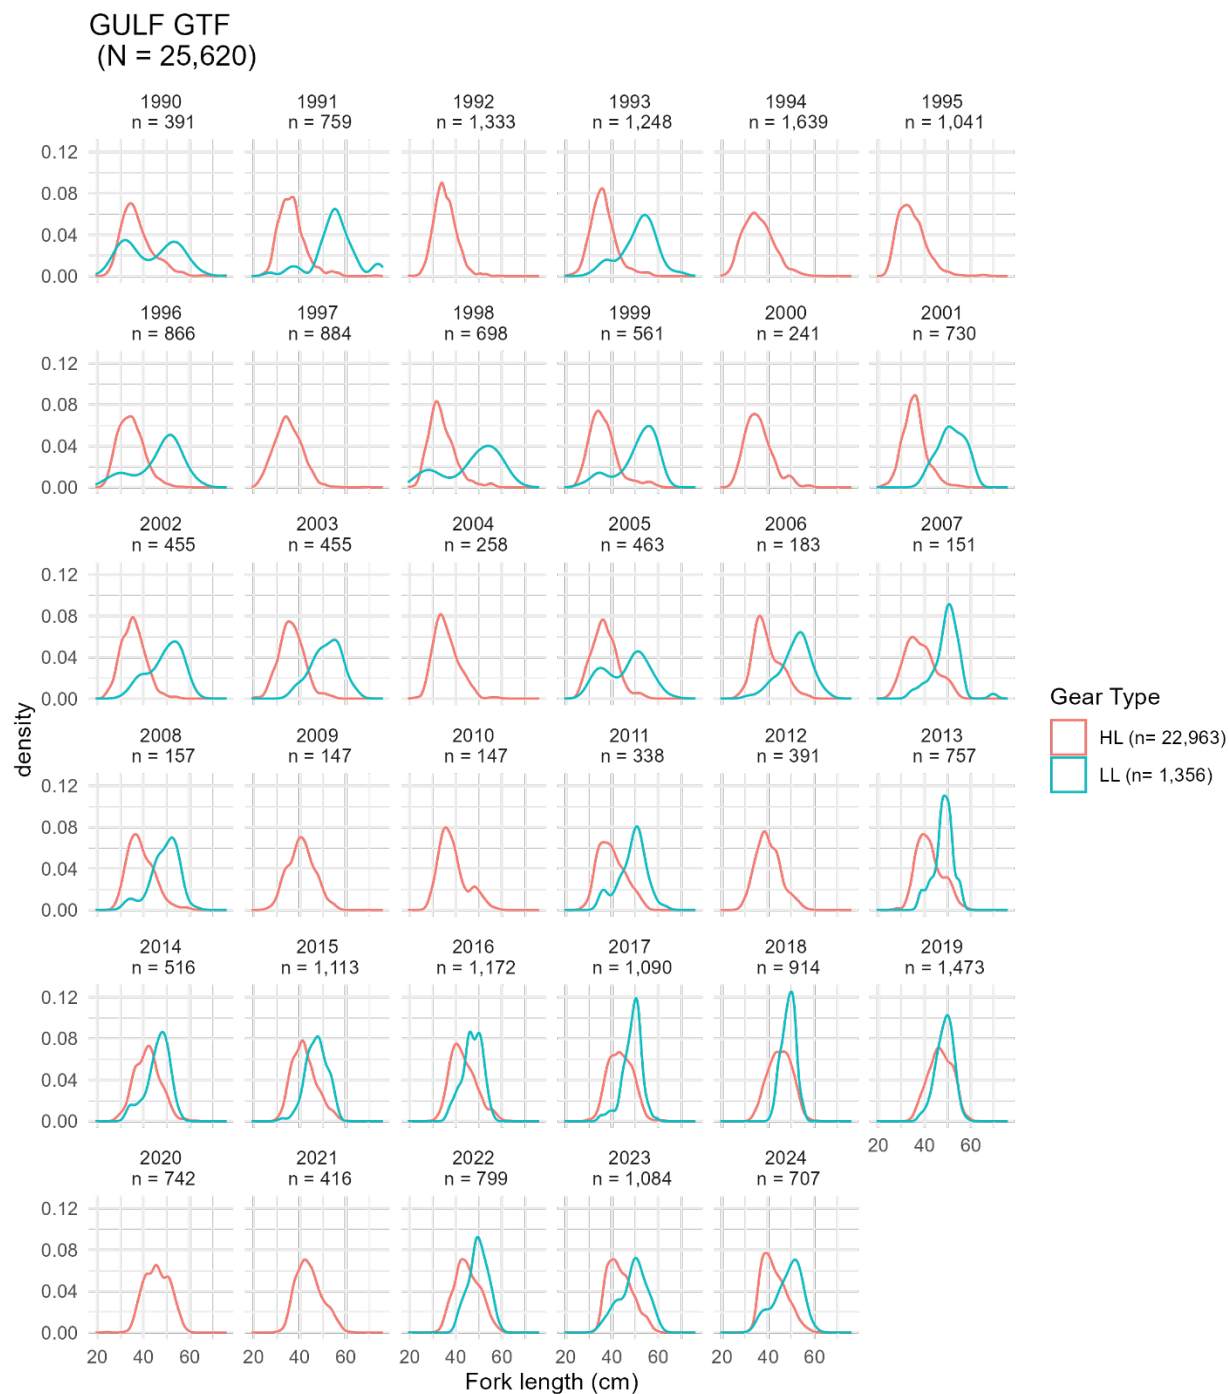 GULF GTF
(N = 25,620)
1990 1991 1992 1993 1994 1995
n = 391 n = 759 n = 1,333 n = 1,248 n = 1,639 n = 1,041
0.12
0.08
0.04
0.00
1996 1997 1998 1999 2000 2001
n = 866 n = 884 n = 698 n = 561 n = 241 n = 730
0.12
0.08
0.04
0.00
2002 2003 2004 2005 2006 2007
n = 455 n = 455 n = 258 n = 463 n = 183 n = 151
0.12
0.08
0.04
0.00
density
2008 2009 2010 2011 2012 2013
n = 157 n = 147 n = 147 n = 338 n = 391 n = 757
0.12
0.08
0.04
0.00
Gear Type
HL (n= 22,963)
LL (n= 1,356)
2014 2015 2016 2017 2018 2019
n = 516 n = 1,113 n = 1,172 n = 1,090 n = 914 n = 1,473
0.12
0.08
0.04
0.00
20 40 60
2020 2021 2022 2023 2024
n = 742 n = 416 n = 799 n = 1,084 n = 707
0.12
0.08
0.04
0.00
20 40 60 20 40 60 20 40 60 20 40 60 20 40 60
Fork length (cm)